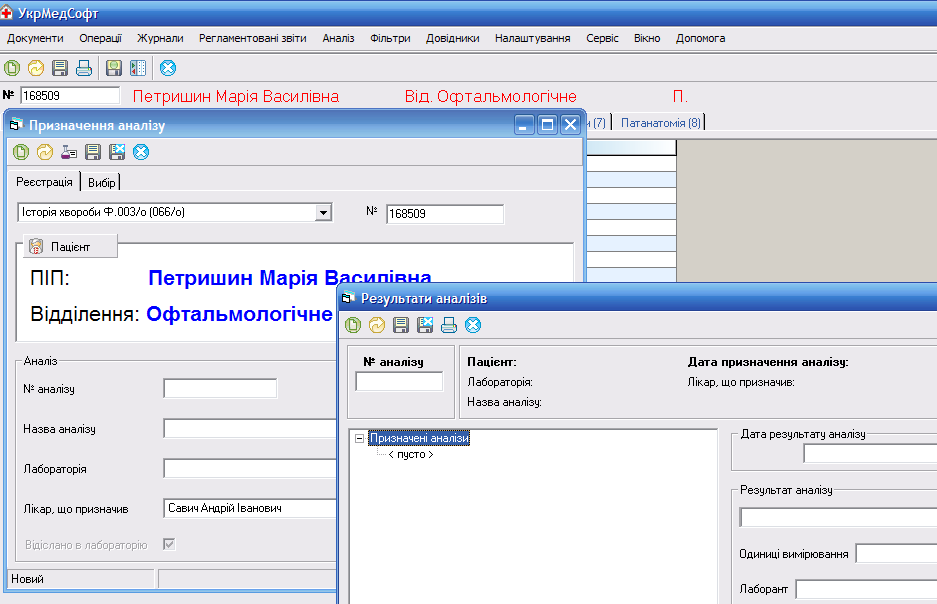 УкрМедСофт
Документи Операції Журнали Регламентовані звіти Аналіз Фільтри Довідники Налаштування Сервіс Вікно Допомога
№ 168509 Петришин Марія Василівна Від. Офтальмологічне П.
(7) Патанатомія (8)
Призначення аналізу
Реєстрація Вибір
Історія хвороби Ф.003/о (066/о) № 168509
Пацієнт
ПІП: Петришин Марія Василівна
Відділення: Офтальмологічне
Аналіз
№ аналізу
Назва аналізу
Лабораторія
Лікар, що призначив Савич Андрій Іванович
Відіслано в лабораторію
Новий
Результати аналізів
№ аналізу
Пацієнт: Дата призначення аналізу:
Лабораторія: Лікар, що призначив:
Назва аналізу:
Призначені аналізи
< пусто >
Дата результату аналізу
Результат аналізу
Одиниці вимірювання
Лаборант